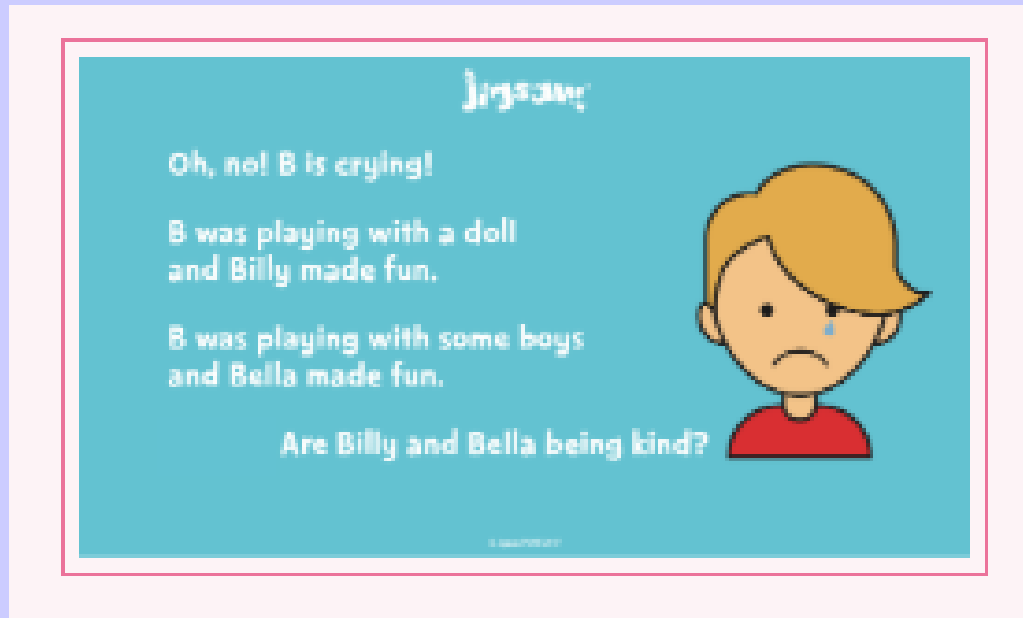 jigsaw
Oh, no! B is crying!
B was playing with a doll
and Billy made fun.
B was playing with some boys
and Bella made fun.
Are Billy and Bella being kind?